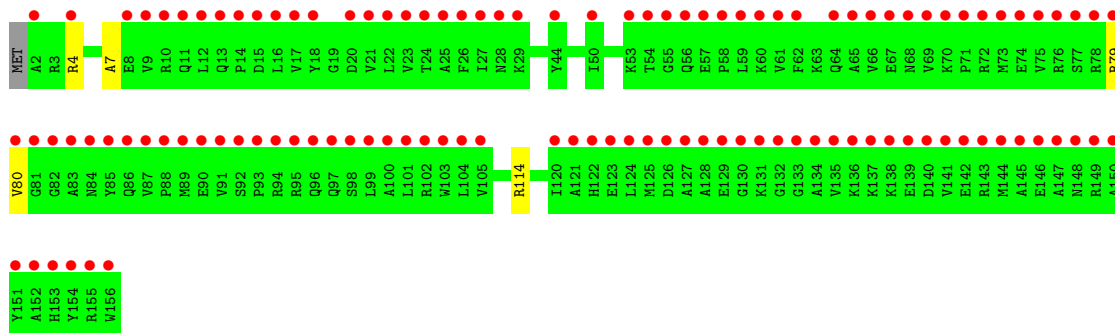 MET A2 R3 R4 A7 E8 V9 R10 Q11 L12 Q13 P14 D15 L16 V17 Y18 G19 D20 V21 L22 V23 T24 A25 F26 I27 N28 K29 Y44 I50 K53 T54 G55 Q56 E57 P58 L59 K60 V61 F62 K63 Q64 A65 V66 E67 N68 V69 K70 P71 R72 M73 E74 V75 R76 S77 R78 R79
V80 G81 G82 A83 N84 Y85 Q86 V87 P88 M89 E90 V91 S92 P93 R94 R95 Q96 Q97 S98 L99 A100 L101 R102 W103 L104 V105 R114 I120 A121 H122 E123 L124 M125 D126 A127 A128 E129 G130 K131 G132 G133 A134 V135 K136 K137 K138 E139 D140 V141 E142 R143 M144 A145 E146 A147 N148 R149 A150
Y151 A152 H153 Y154 R155 W156